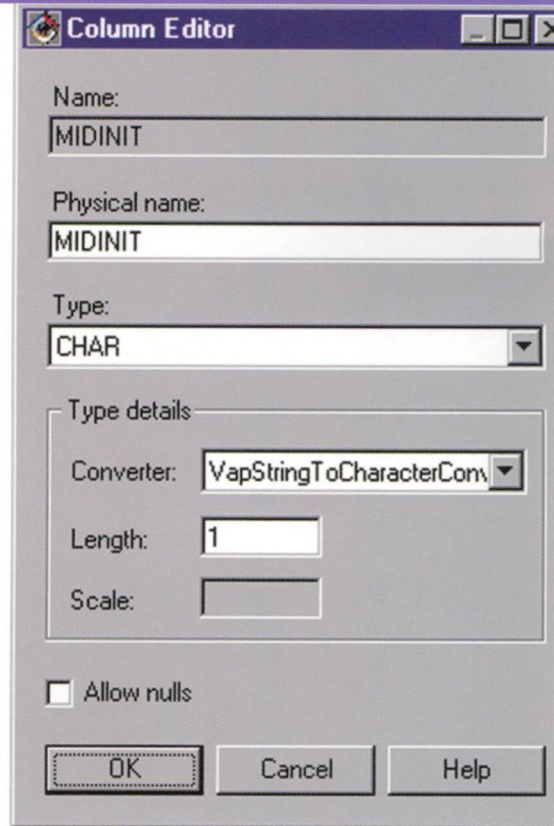 Column Editor
Name:
MIDINIT
Physical name:
MIDINIT
Type:
CHAR
Type details
Converter: VapStringToCharacterConv
Length: 1
Scale:
Allow nulls
OK Cancel Help